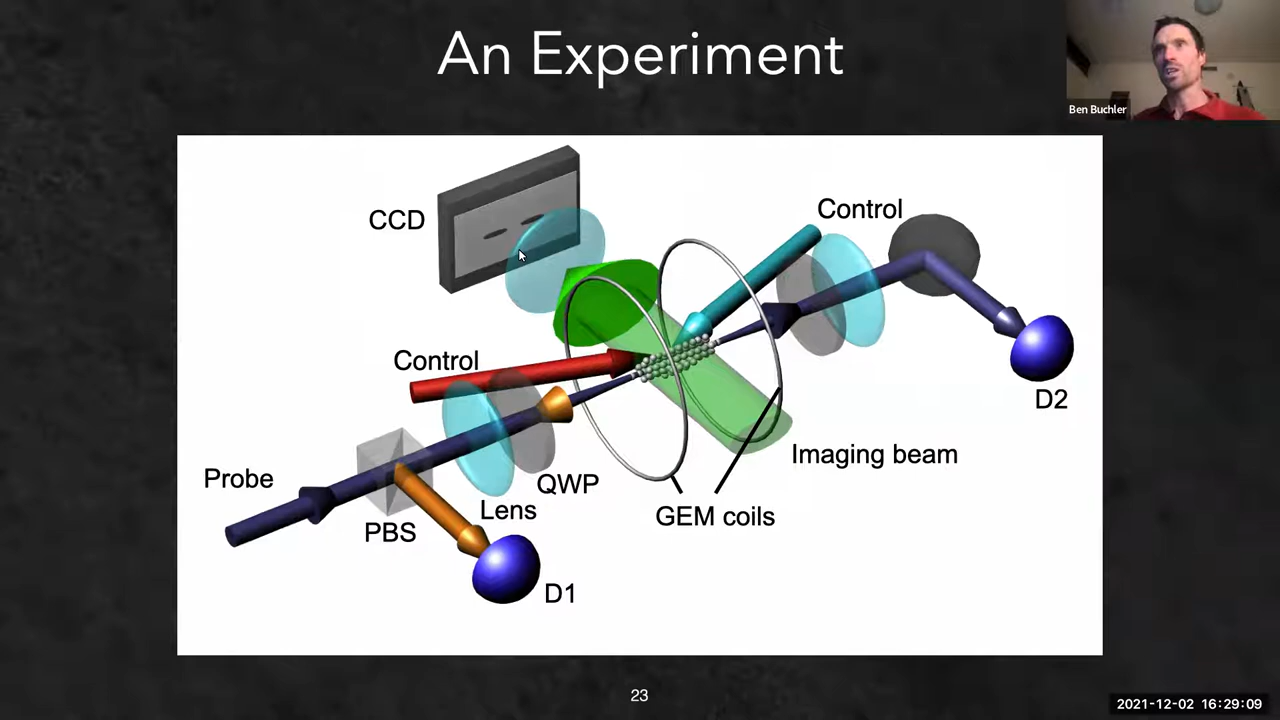 An Experiment
Ben Buchler
CCD
Control
Control
D2
Imaging beam
Probe
QWP
Lens
GEM coils
PBS
D1
23
2021-12-02 16:29:09